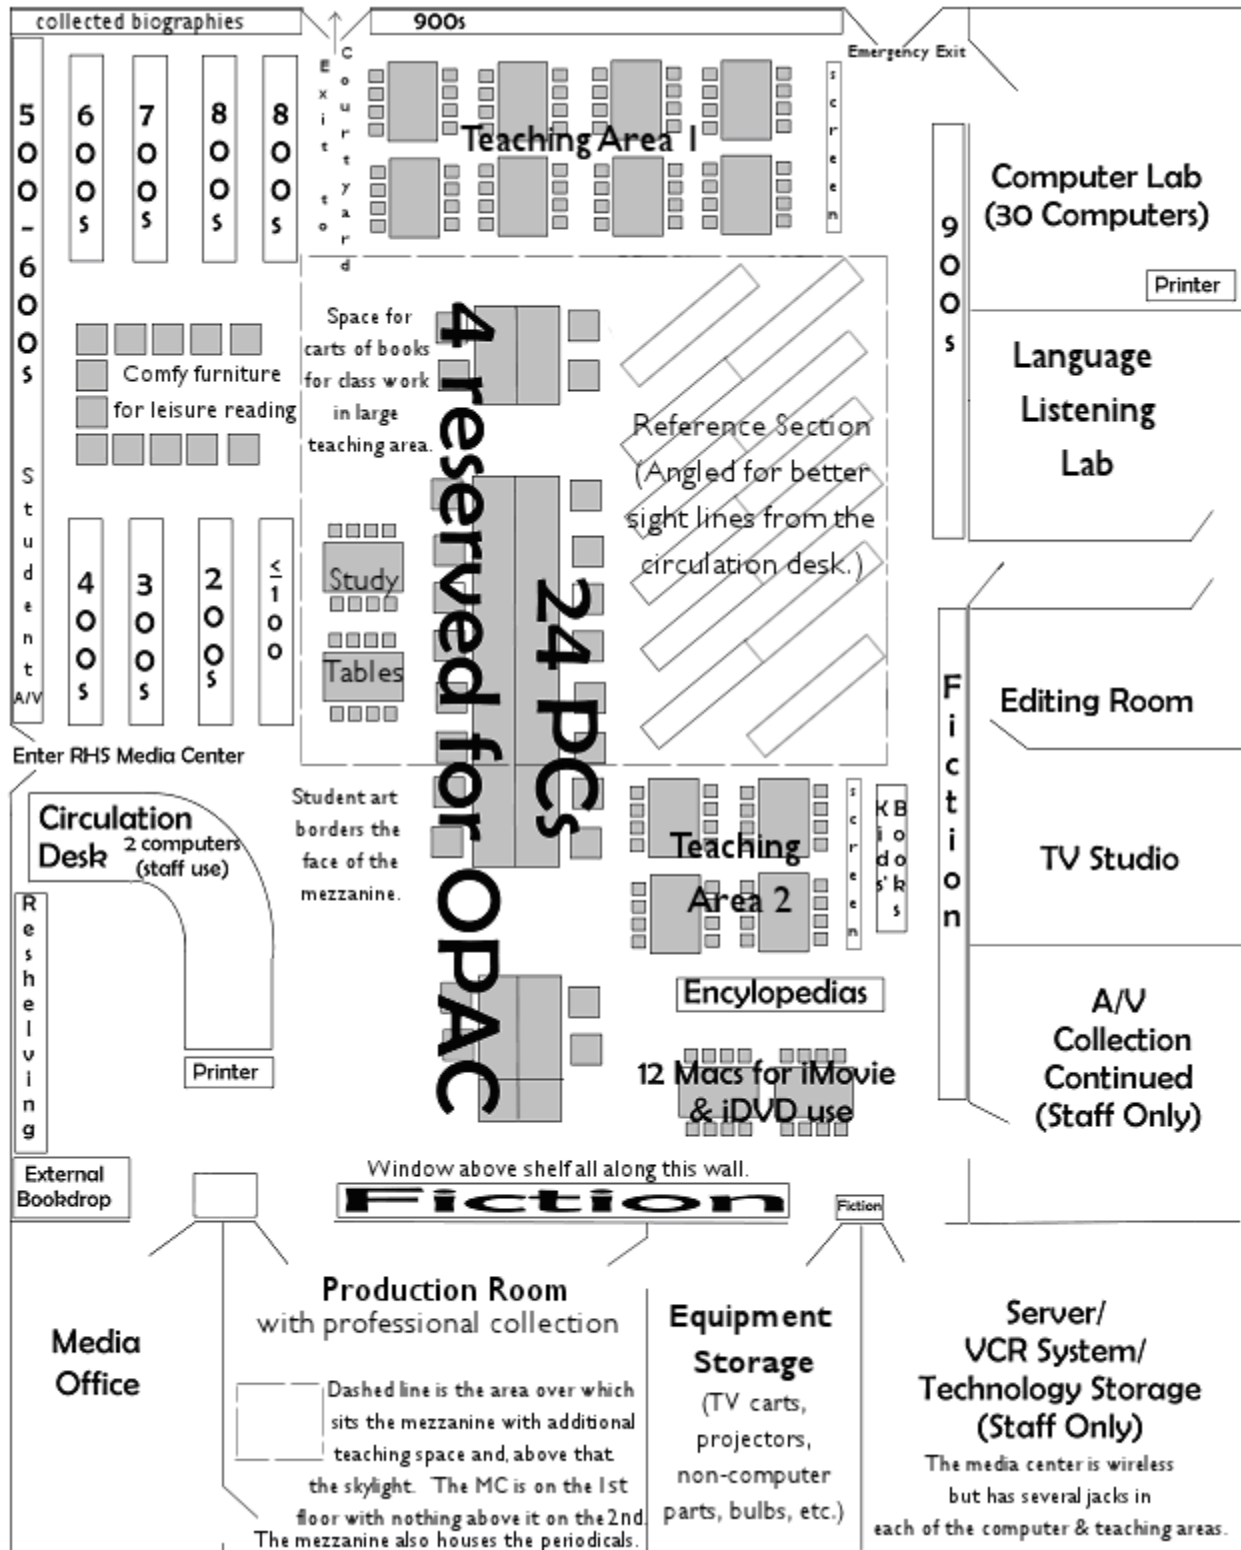 collected biographies
900s
Exit to
Courtyard
Emergency Exit
500-600s
600s
700s
800s
800s
Teaching Area 1
screen
900s
Computer Lab
(30 Computers)
Printer
Language
Listening
Lab
Comfy furniture
for leisure reading
Space for
carts of books
for class work
in large
teaching area.
4 reserved for OPAC
24 PCs
Reference Section
(Angled for better
sight lines from the
circulation desk.)
Student
A/V
400s
300s
200s
≤100
Study
Tables
Fiction
Editing Room
Enter RHS Media Center
Circulation
Desk
2 computers
(staff use)
Student art
borders the
face of the
mezzanine.
Teaching
Area 2
screen
Kids'
Books
TV Studio
Reshelving
Printer
Encylopedias
12 Macs for iMovie
& iDVD use
A/V
Collection
Continued
(Staff Only)
External
Bookdrop
Window above shelf all along this wall.
Fiction
Fiction
Media
Office
Production Room
with professional collection
Dashed line is the area over which
sits the mezzanine with additional
teaching space and, above that
the skylight. The MC is on the 1st
floor with nothing above it on the 2nd.
The mezzanine also houses the periodicals.
Equipment
Storage
(TV carts,
projectors,
non-computer
parts, bulbs, etc.)
Server/
VCR System/
Technology Storage
(Staff Only)
The media center is wireless
but has several jacks in
each of the computer & teaching areas.